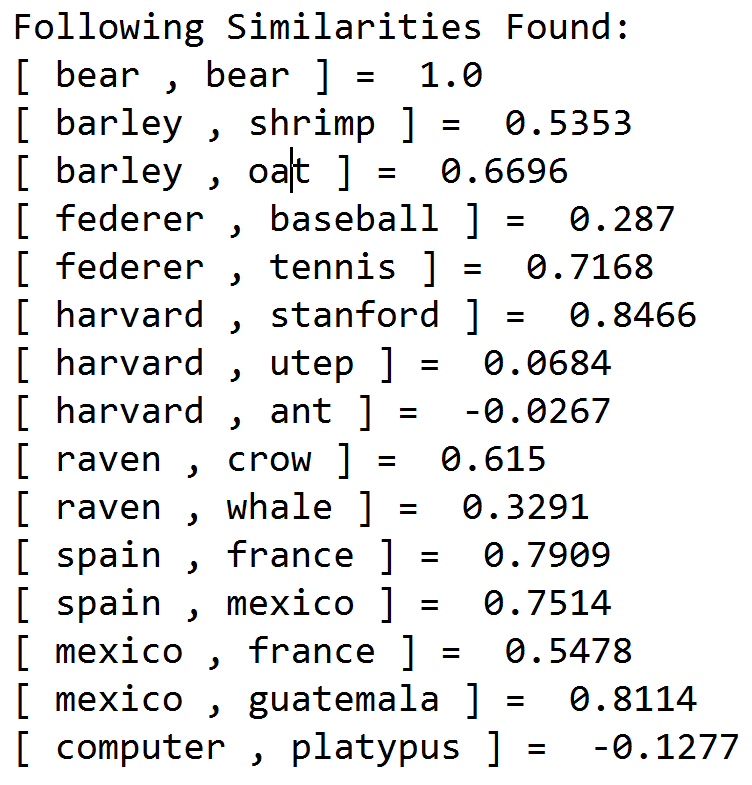 Following Similarities Found:
[ bear , bear ] =  1.0
[ barley , shrimp ] =  0.5353
[ barley , oat ] =  0.6696
[ federer , baseball ] =  0.287
[ federer , tennis ] =  0.7168
[ harvard , stanford ] =  0.8466
[ harvard , utep ] =  0.0684
[ harvard , ant ] =  -0.0267
[ raven , crow ] =  0.615
[ raven , whale ] =  0.3291
[ spain , france ] =  0.7909
[ spain , mexico ] =  0.7514
[ mexico , france ] =  0.5478
[ mexico , guatemala ] =  0.8114
[ computer , platypus ] =  -0.1277